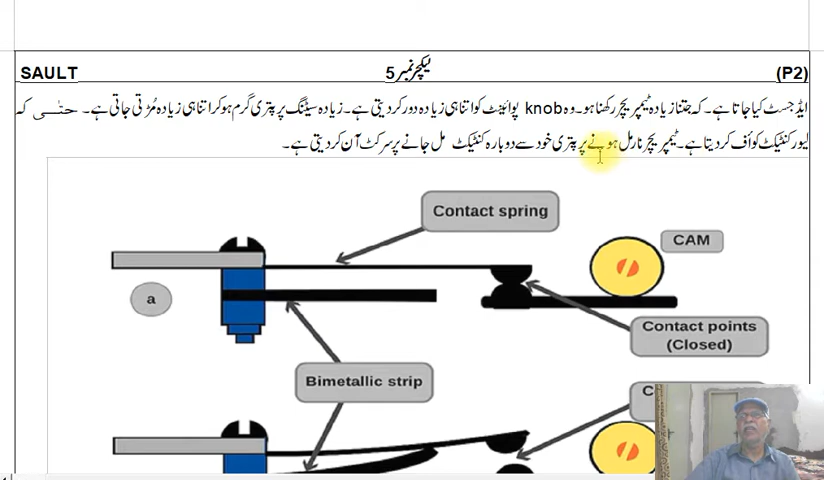 SAULT لیکچر نمبر 5 (P2)
ایڈجسٹ کیا جاتا ہے۔ کہ جتنا زیادہ ٹیمپریچر رکھنا ہو۔ وہ knob پوائینٹ کو اتنا ہی زیادہ دور کر دیتی ہے۔ زیادہ سیٹنگ پر پتری گرم ہو کر اتنا ہی زیادہ مُڑتی جاتی ہے۔ حتیٰ کہ
لیور کنٹیکٹ کو اُف کر دیتا ہے۔ ٹیمپریچر نارمل ہونے پر پتری خود سے دوبارہ کنٹیکٹ مل جانے پر سرکٹ آن کر دیتی ہے۔
Contact spring
CAM
a
Contact points
(Closed)
Bimetallic strip